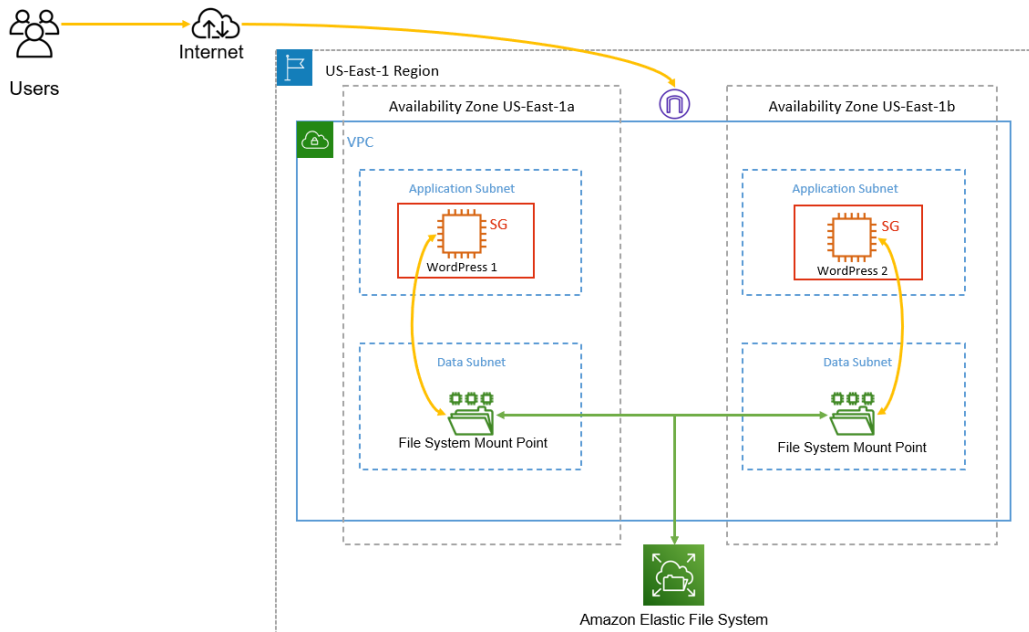 Users
Internet
US-East-1 Region
Availability Zone US-East-1a
Availability Zone US-East-1b
VPC
Application Subnet
SG
WordPress 1
Application Subnet
SG
WordPress 2
Data Subnet
File System Mount Point
Data Subnet
File System Mount Point
Amazon Elastic File System